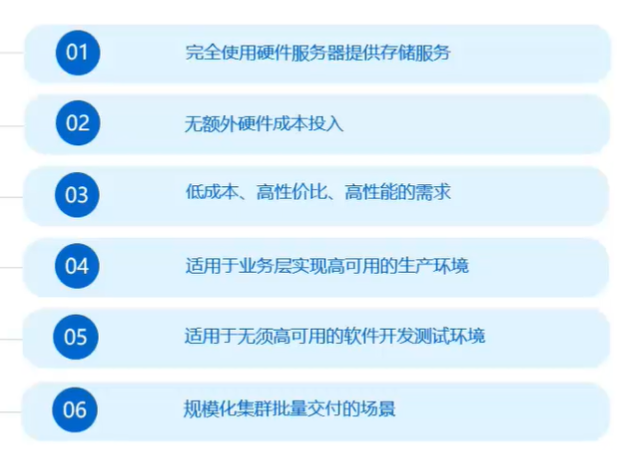 01 完全使用硬件服务器提供存储服务
02 无额外硬件成本投入
03 低成本、高性价比、高性能的需求
04 适用于业务层实现高可用的生产环境
05 适用于无须高可用的软件开发测试环境
06 规模化集群批量交付的场景